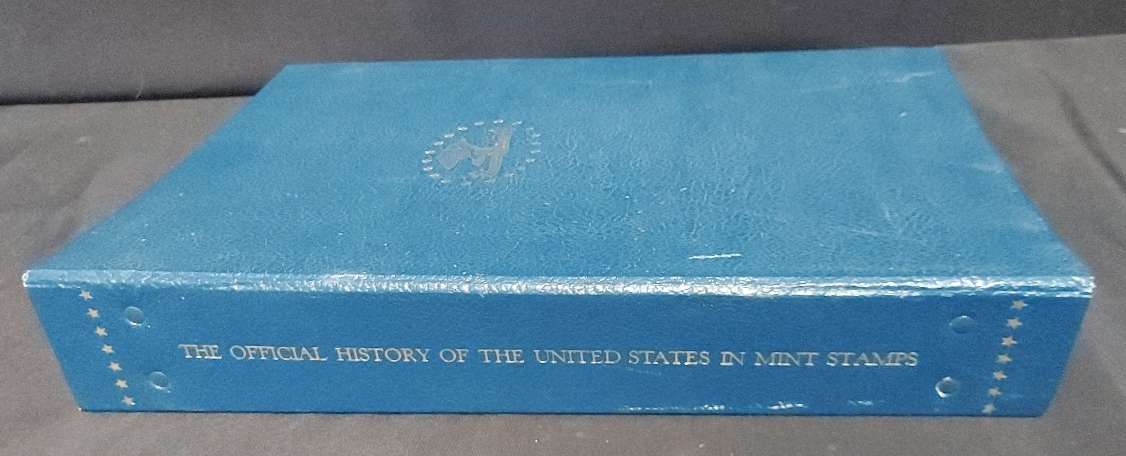 THE OFFICIAL HISTORY OF THE UNITED STATES IN MINT STAMPS